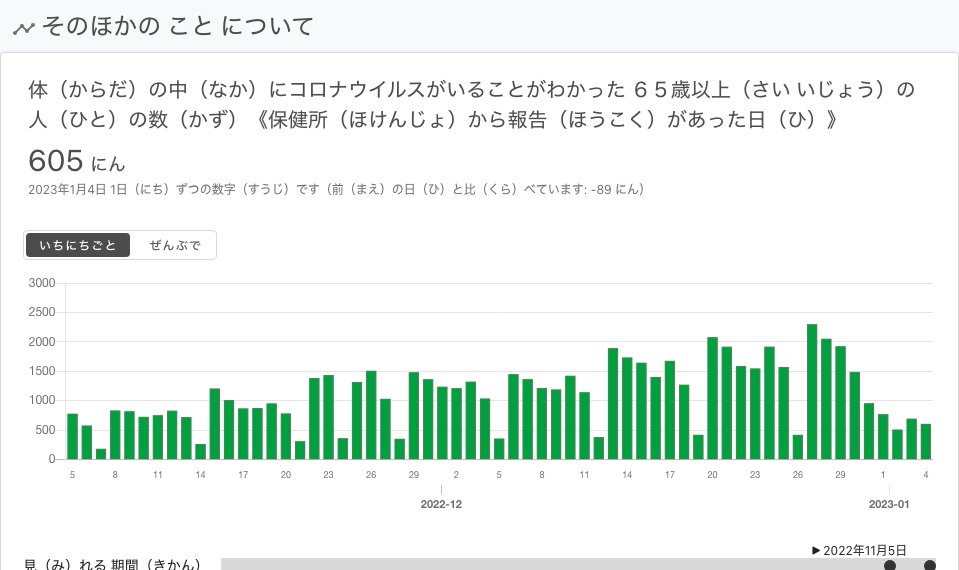 そのほかの こと について
体（からだ）の中（なか）にコロナウイルスがいることがわかった ６５歳以上（さい いじょう）の
人（ひと）の数（かず）《保健所（ほけんじょ）から報告（ほうこく）があった日（ひ）》
605 にん
2023年1月4日 1日（にち）ずつの数字（すうじ）です（前（まえ）の日（ひ）と比（くら）べています: -89 にん）
いちにちごと ぜんぶで
3000
2500
2000
1500
1000
500
0
5 8 11 14 17 20 23 26 29 2 5 8 11 14 17 20 23 26 29 1 4
2022-12 2023-01
▶ 2022年11月5日
見（み）れる 期間（きかん）